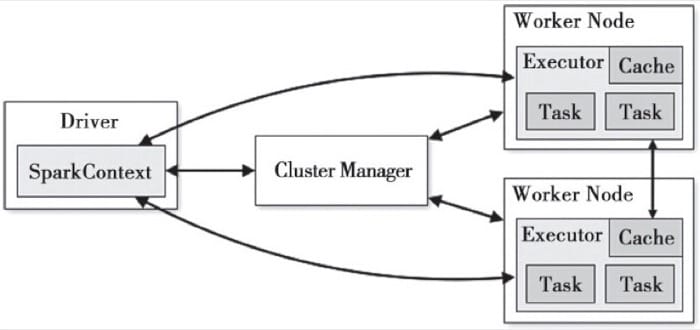 Driver
SparkContext
Cluster Manager
Worker Node
Executor
Cache
Task
Task
Worker Node
Executor
Cache
Task
Task